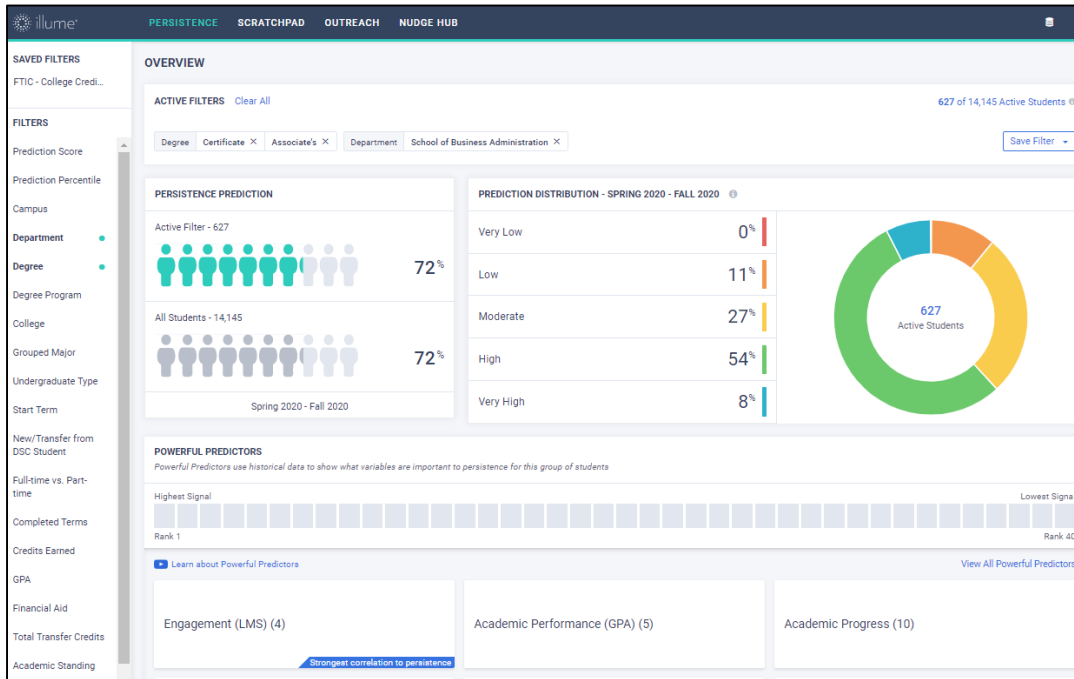 illume
PERSISTENCE SCRATCHPAD OUTREACH NUDGE HUB
SAVED FILTERS
FTIC - College Credi...
FILTERS
Prediction Score
Prediction Percentile
Campus
Department
Degree
Degree Program
College
Grouped Major
Undergraduate Type
Start Term
New/Transfer from
DSC Student
Full-time vs. Part-
time
Completed Terms
Credits Earned
GPA
Financial Aid
Total Transfer Credits
Academic Standing
OVERVIEW
ACTIVE FILTERS Clear All
627 of 14,145 Active Students
Degree Certificate X Associate's X Department School of Business Administration X
Save Filter
PERSISTENCE PREDICTION
Active Filter - 627
72%
All Students - 14,145
72%
Spring 2020 - Fall 2020
PREDICTION DISTRIBUTION - SPRING 2020 - FALL 2020
Very Low 0%
Low 11%
Moderate 27%
High 54%
Very High 8%
627
Active Students
POWERFUL PREDICTORS
Powerful Predictors use historical data to show what variables are important to persistence for this group of students
Highest Signal Lowest Signa
Rank 1 Rank 40
Learn about Powerful Predictors View All Powerful Predictors
Engagement (LMS) (4)
Strongest correlation to persistence
Academic Performance (GPA) (5)
Academic Progress (10)